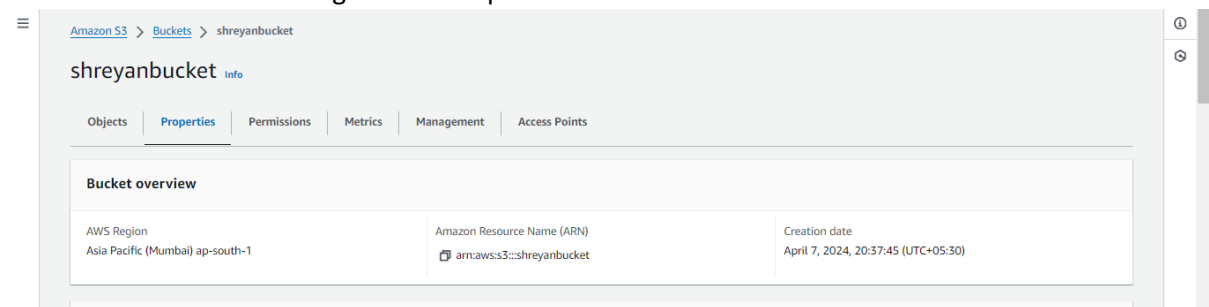 Amazon S3 > Buckets > shreyanbucket
shreyanbucket Info
Objects Properties Permissions Metrics Management Access Points
Bucket overview
AWS Region Amazon Resource Name (ARN) Creation date
Asia Pacific (Mumbai) ap-south-1 arn:aws:s3:::shreyanbucket April 7, 2024, 20:37:45 (UTC+05:30)